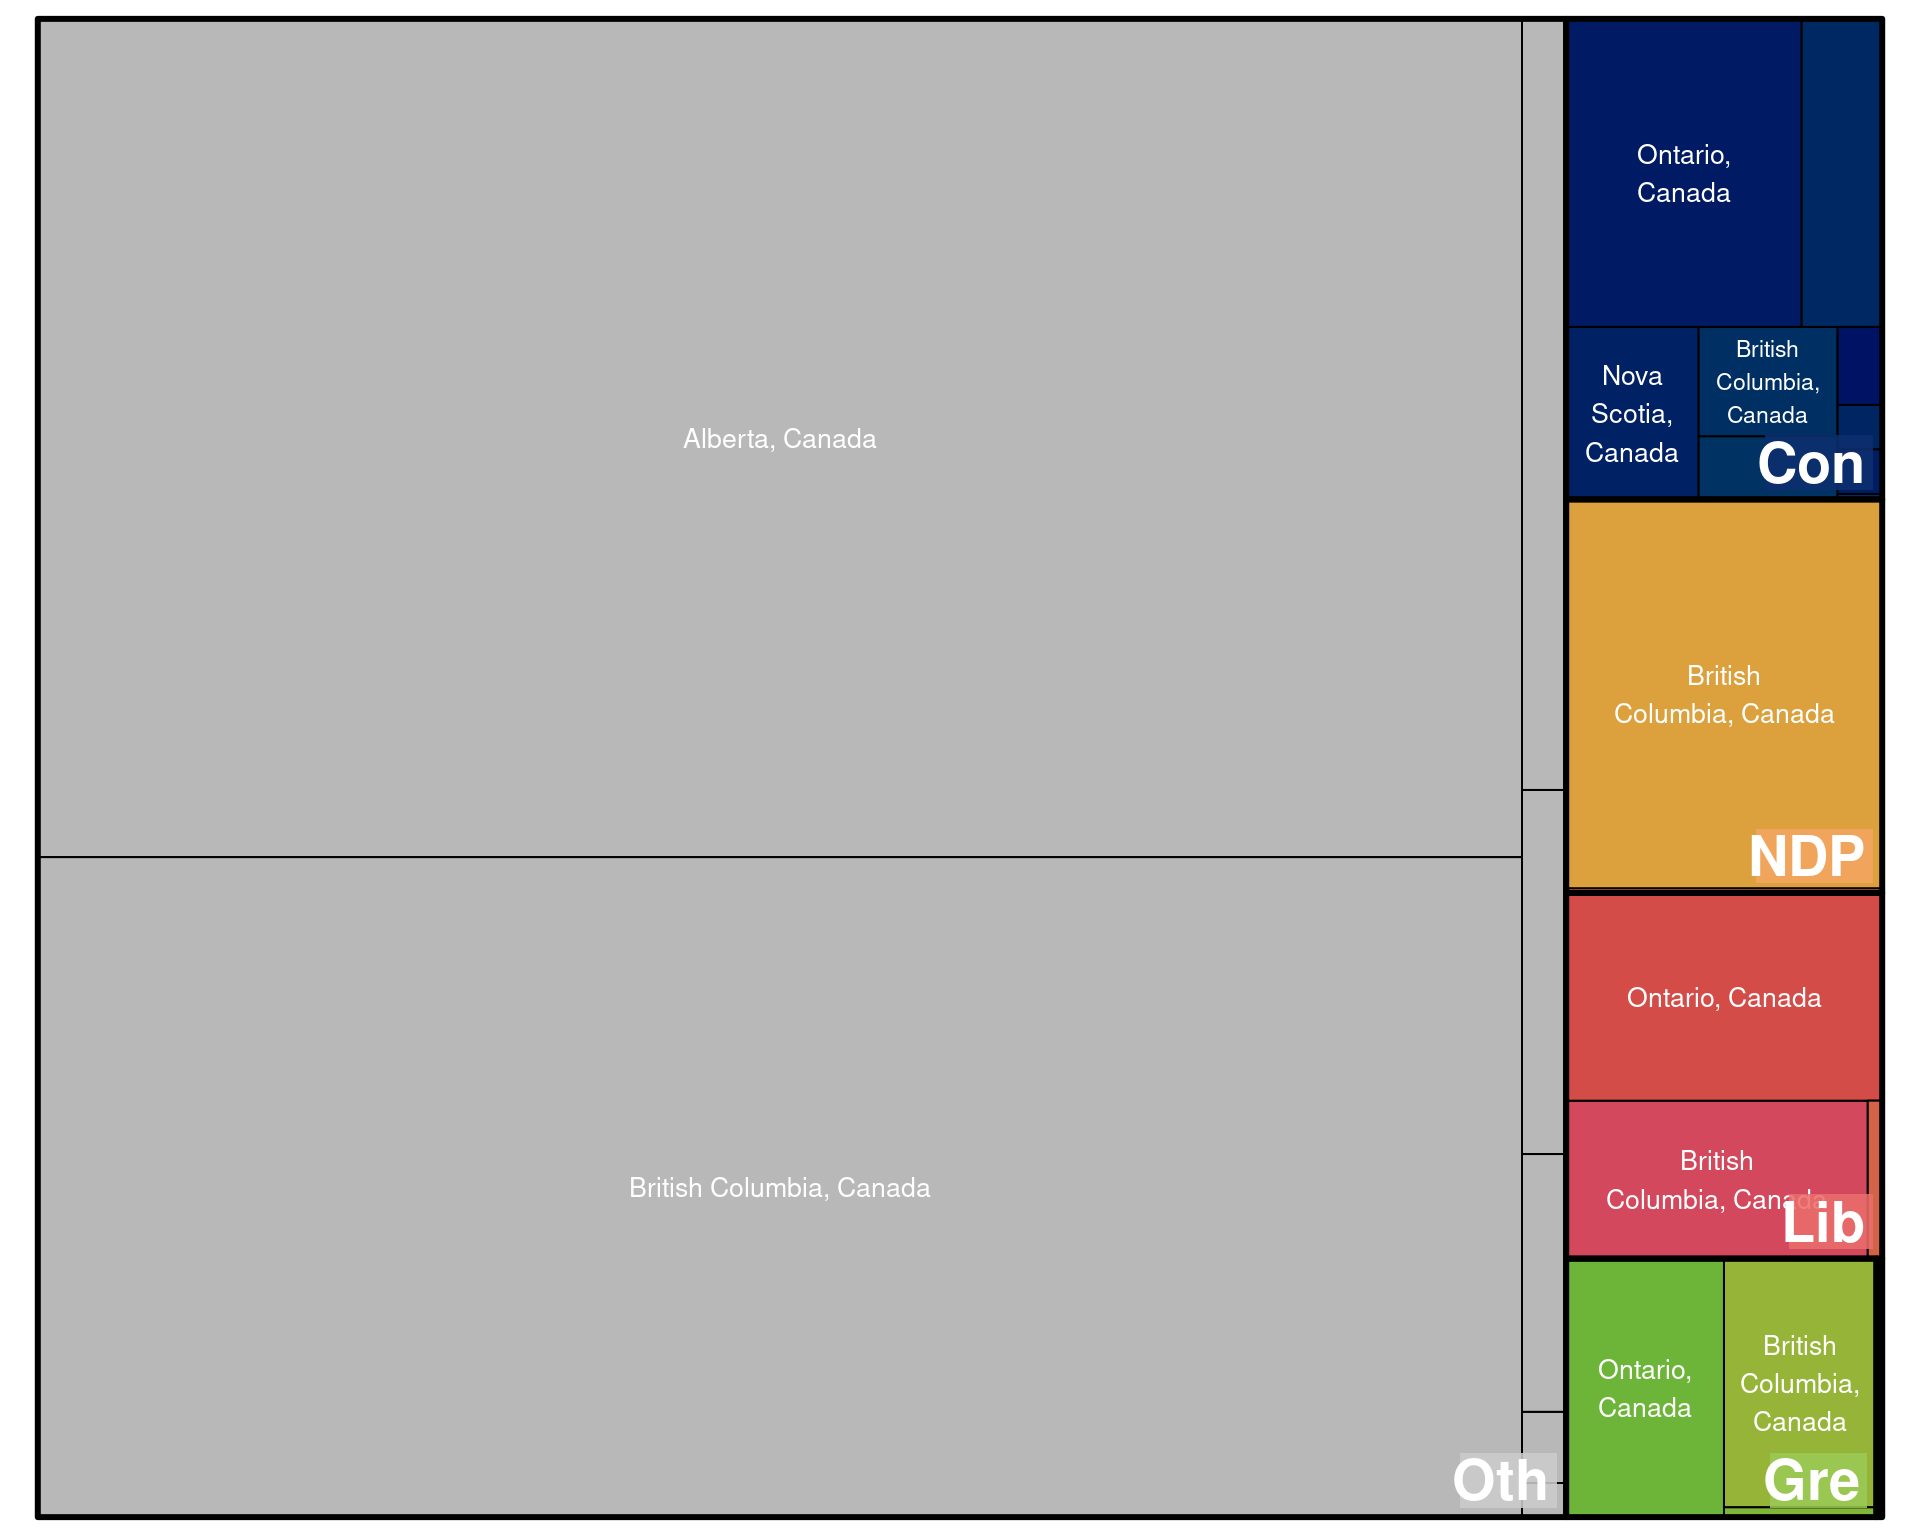 Alberta, Canada
British Columbia, Canada
Oth
Ontario,
Canada
Nova
Scotia,
Canada
British
Columbia,
Canada
Con
British
Columbia, Canada
NDP
Ontario, Canada
British
Columbia, Canada
Lib
Ontario,
Canada
British
Columbia,
Canada
Gre